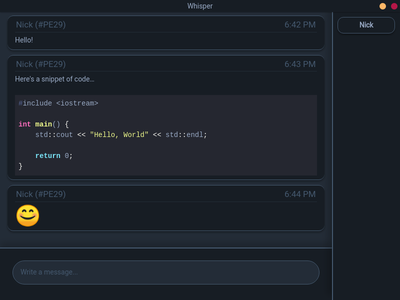 Whisper
Nick (#PE29) 6:42 PM
Hello!
Nick (#PE29) 6:43 PM
Here's a snippet of code...
#include <iostream>
int main() {
    std::cout << "Hello, World" << std::endl;
    return 0;
}
Nick (#PE29) 6:44 PM
Write a message...
Nick